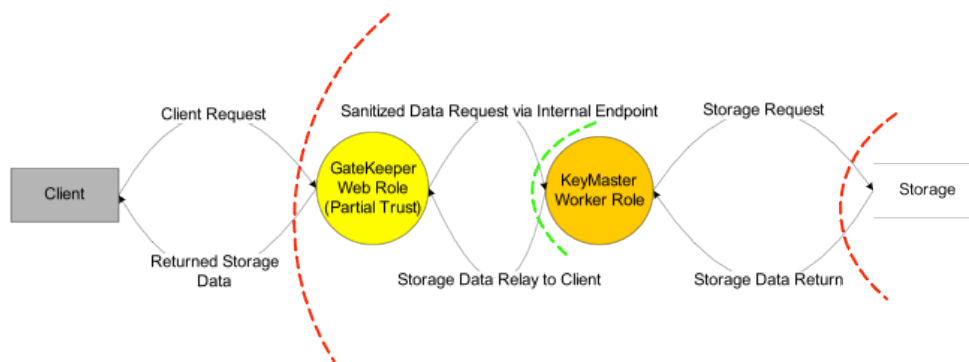 Client Request
Sanitized Data Request via Internal Endpoint
Storage Request
Client
GateKeeper
Web Role
(Partial Trust)
KeyMaster
Worker Role
Storage
Returned Storage
Data
Storage Data Relay to Client
Storage Data Return